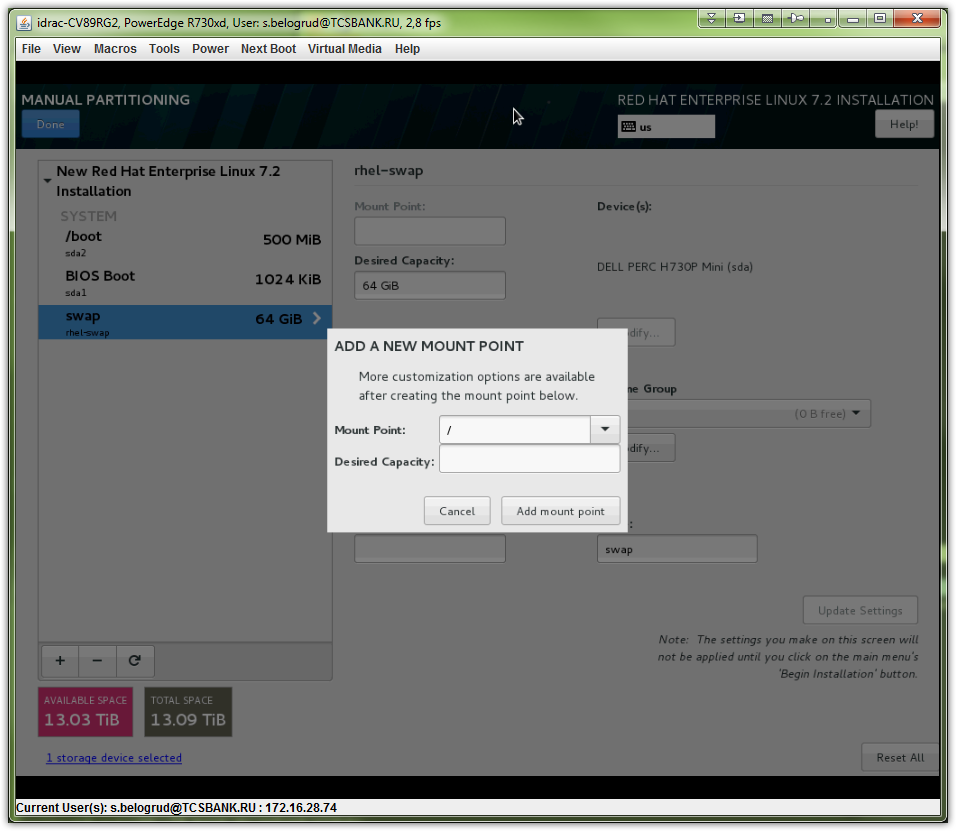 idrac-CV89RG2, PowerEdge R730xd, User: s.belogrud@TCSBANK.RU, 2,8 fps
File View Macros Tools Power Next Boot Virtual Media Help
MANUAL PARTITIONING
RED HAT ENTERPRISE LINUX 7.2 INSTALLATION
Done
us
Help!
New Red Hat Enterprise Linux 7.2
Installation
SYSTEM
/boot
500 MiB
sda2
BIOS Boot
1024 KiB
sda1
swap
64 GiB
rhel-swap
rhel-swap
Mount Point:
Device(s):
Desired Capacity:
64 GiB
DELL PERC H730P Mini (sda)
dify...
ADD A NEW MOUNT POINT
More customization options are available
after creating the mount point below.
Mount Point:
/
Desired Capacity:
Cancel
Add mount point
me Group
(0 B free)
dify...
:
swap
Update Settings
Note: The settings you make on this screen will
not be applied until you click on the main menu's
'Begin Installation' button.
+ −
AVAILABLE SPACE
13.03 TiB
TOTAL SPACE
13.09 TiB
1 storage device selected
Reset All
Current User(s): s.belogrud@TCSBANK.RU : 172.16.28.74